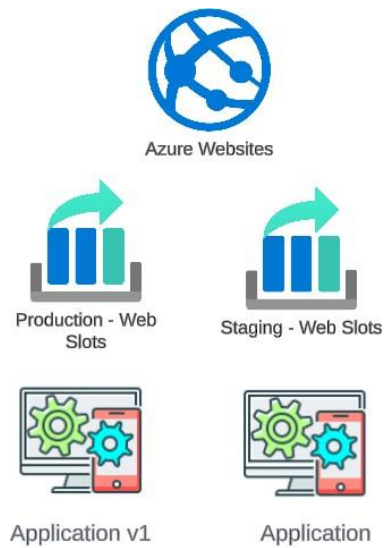 Azure Websites
Production - Web
Slots
Staging - Web Slots
Application v1
Application